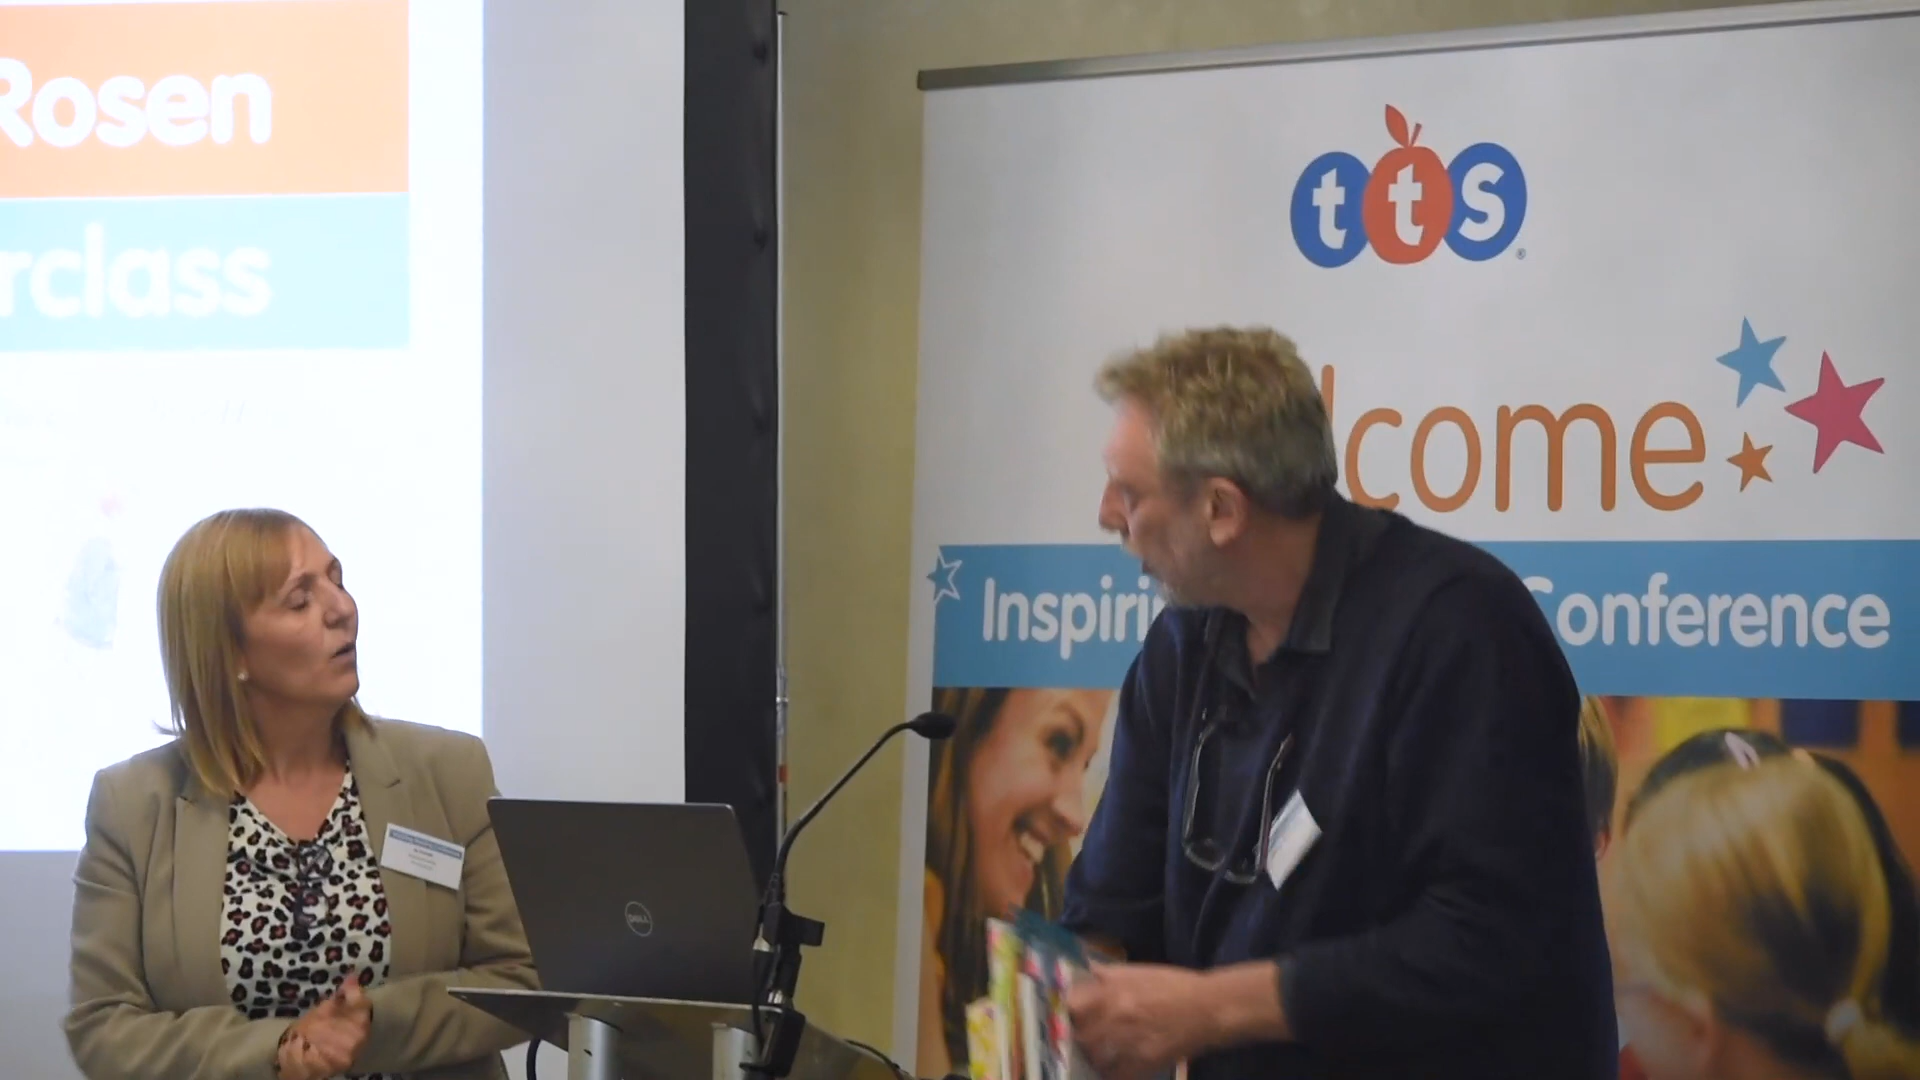 Rosen
rclass
tts
lcome
Inspiri Conference
DELL